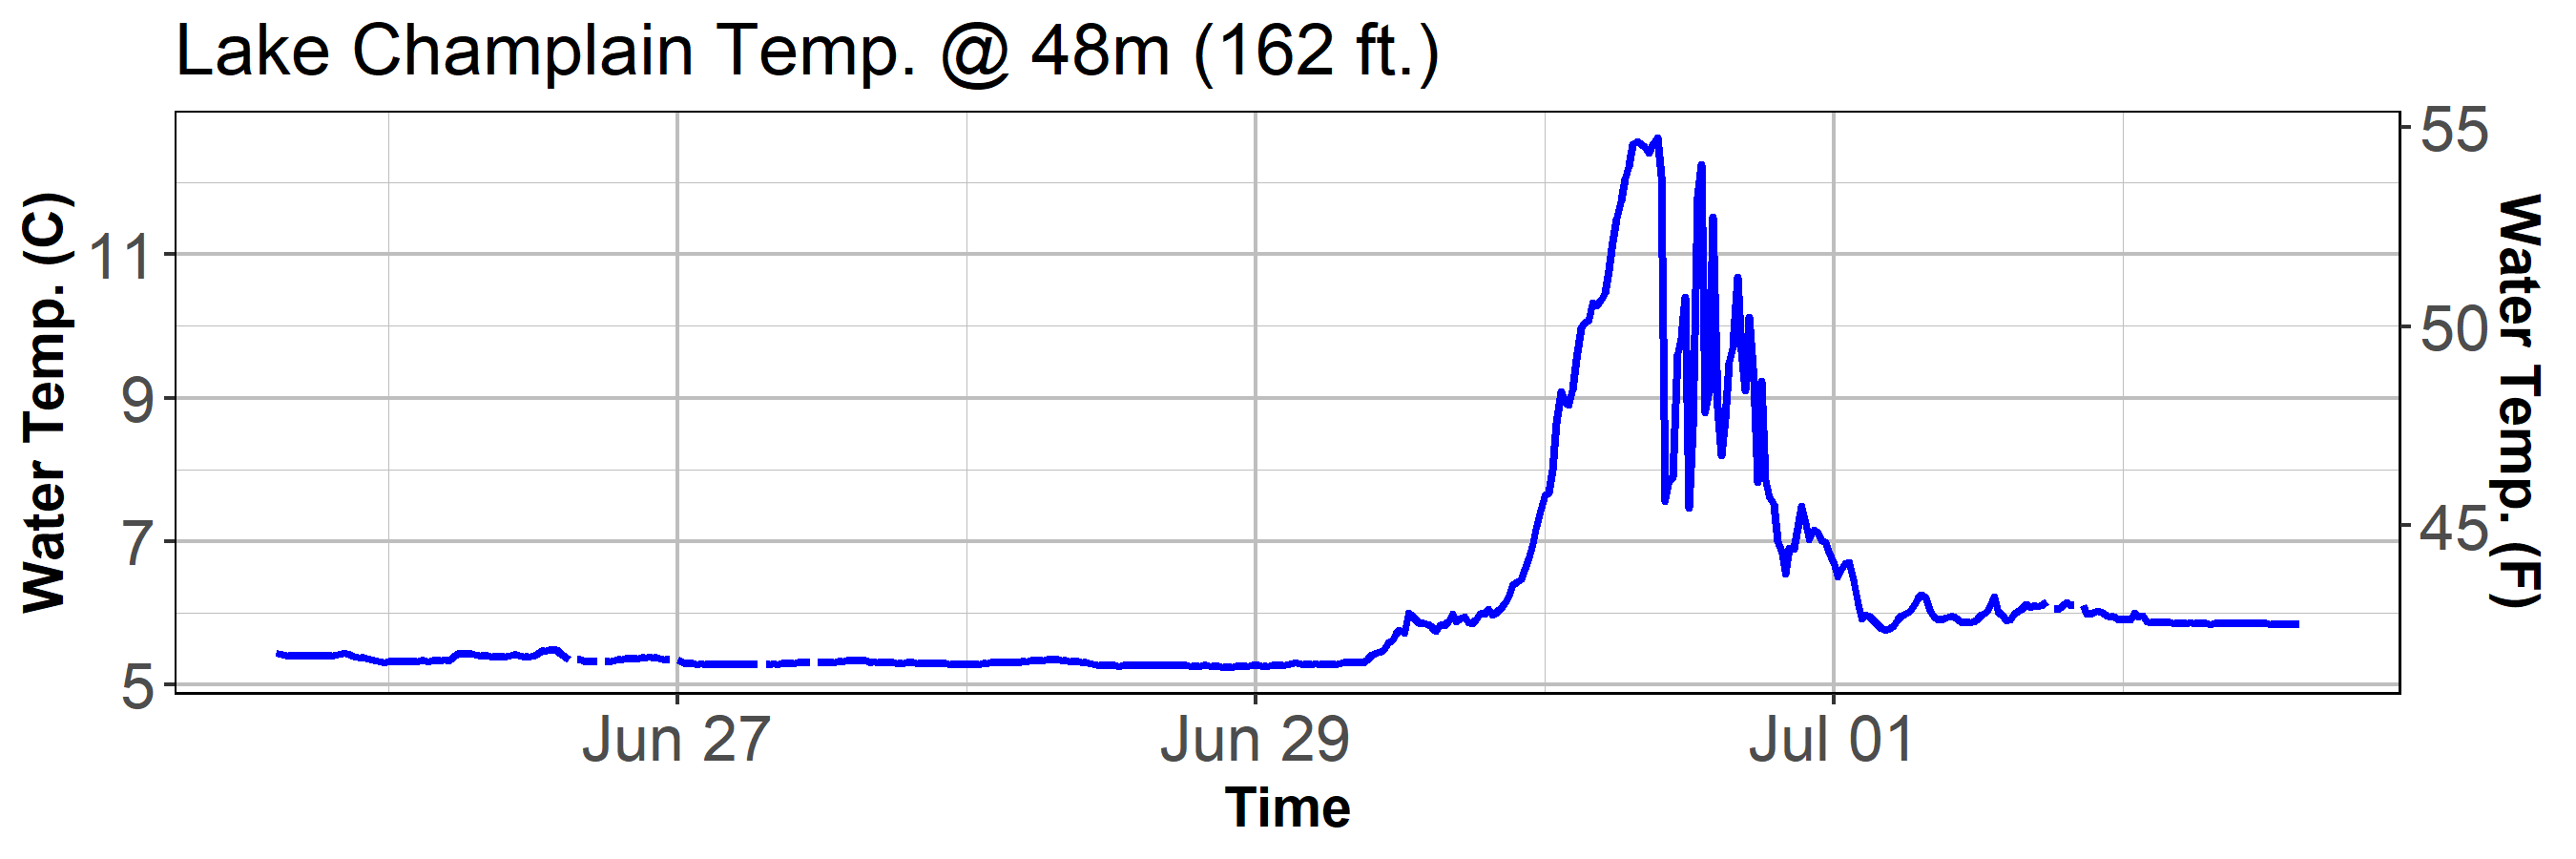 Lake Champlain Temp. @ 48m (162 ft.)
Water Temp. (C)
11
9
7
5
55
50
45
Water Temp. (F)
Jun 27
Jun 29
Jul 01
Time